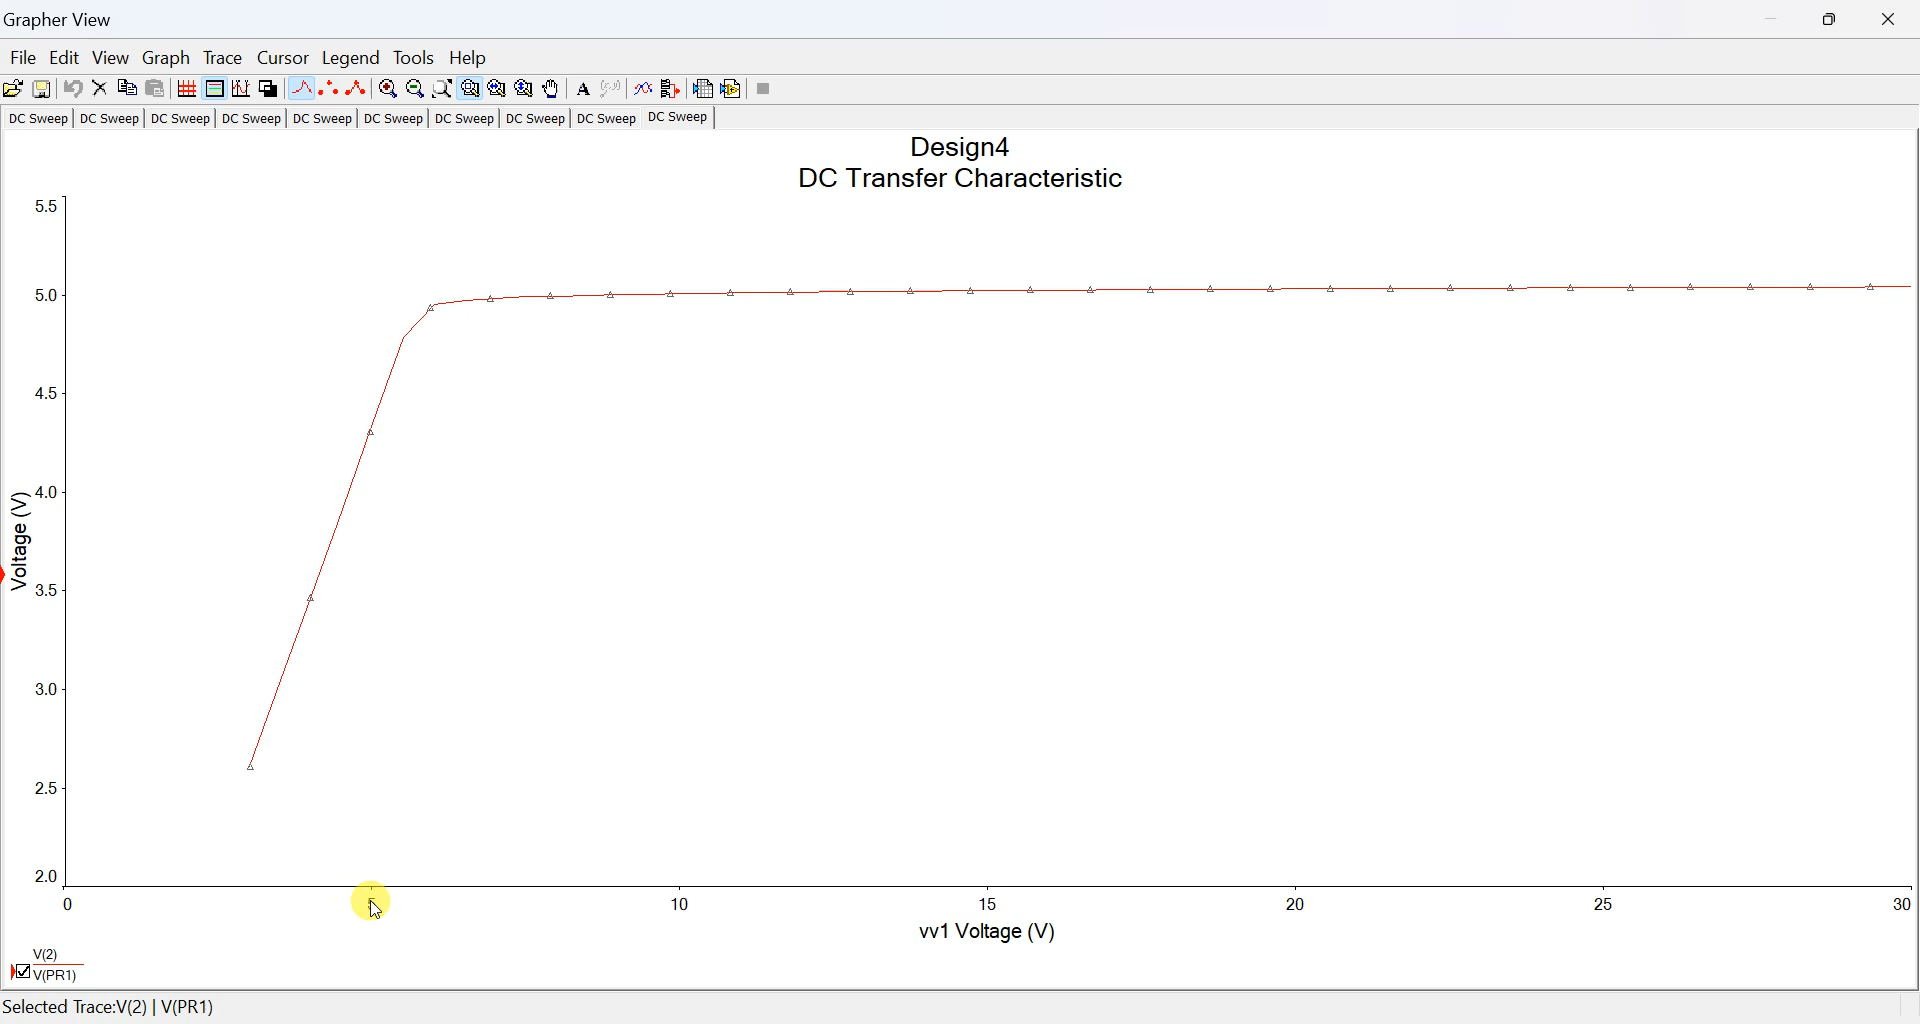 Grapher View
File Edit View Graph Trace Cursor Legend Tools Help
DC Sweep DC Sweep DC Sweep DC Sweep DC Sweep DC Sweep DC Sweep DC Sweep DC Sweep DC Sweep
Design4
DC Transfer Characteristic
5.5
5.0
4.5
4.0
3.5
3.0
2.5
2.0
Voltage (V)
0 5 10 15 20 25 30
vv1 Voltage (V)
V(2)
V(PR1)
Selected Trace:V(2) | V(PR1)